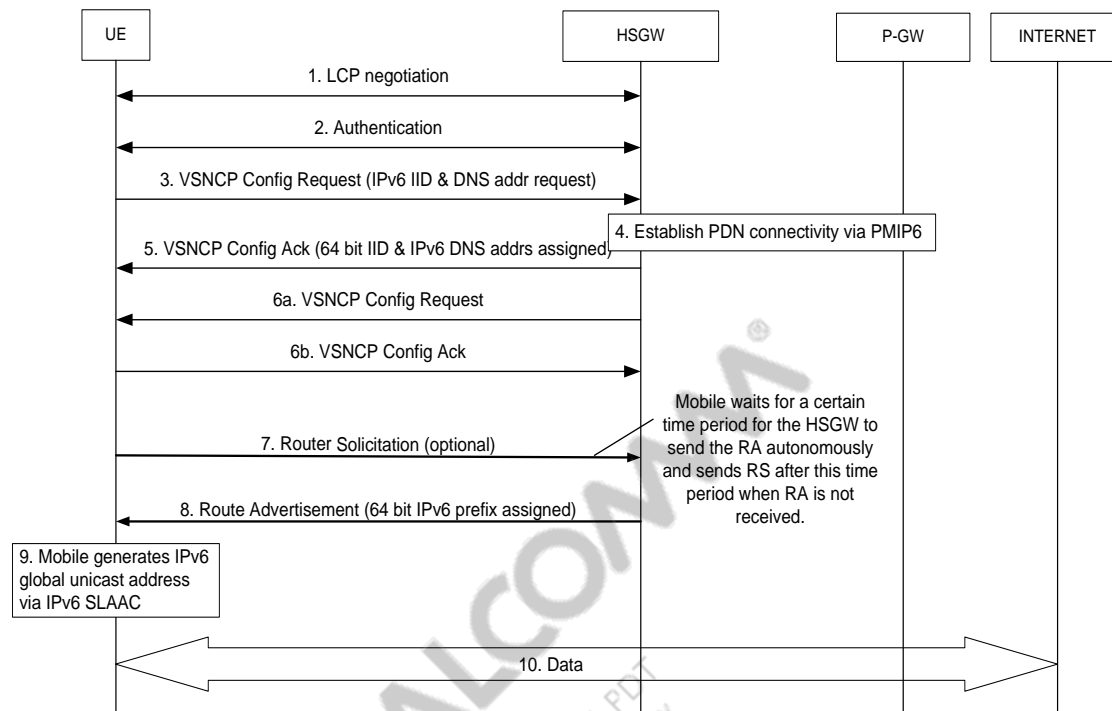 UE
HSGW
P-GW
INTERNET
1. LCP negotiation
2. Authentication
3. VSNCP Config Request (IPv6 IID & DNS addr request)
4. Establish PDN connectivity via PMIP6
5. VSNCP Config Ack (64 bit IID & IPv6 DNS addrs assigned)
6a. VSNCP Config Request
6b. VSNCP Config Ack
Mobile waits for a certain
time period for the HSGW to
send the RA autonomously
and sends RS after this time
period when RA is not
received.
7. Router Solicitation (optional)
8. Route Advertisement (64 bit IPv6 prefix assigned)
9. Mobile generates IPv6
global unicast address
via IPv6 SLAAC
10. Data
ALCOMM®
PDT